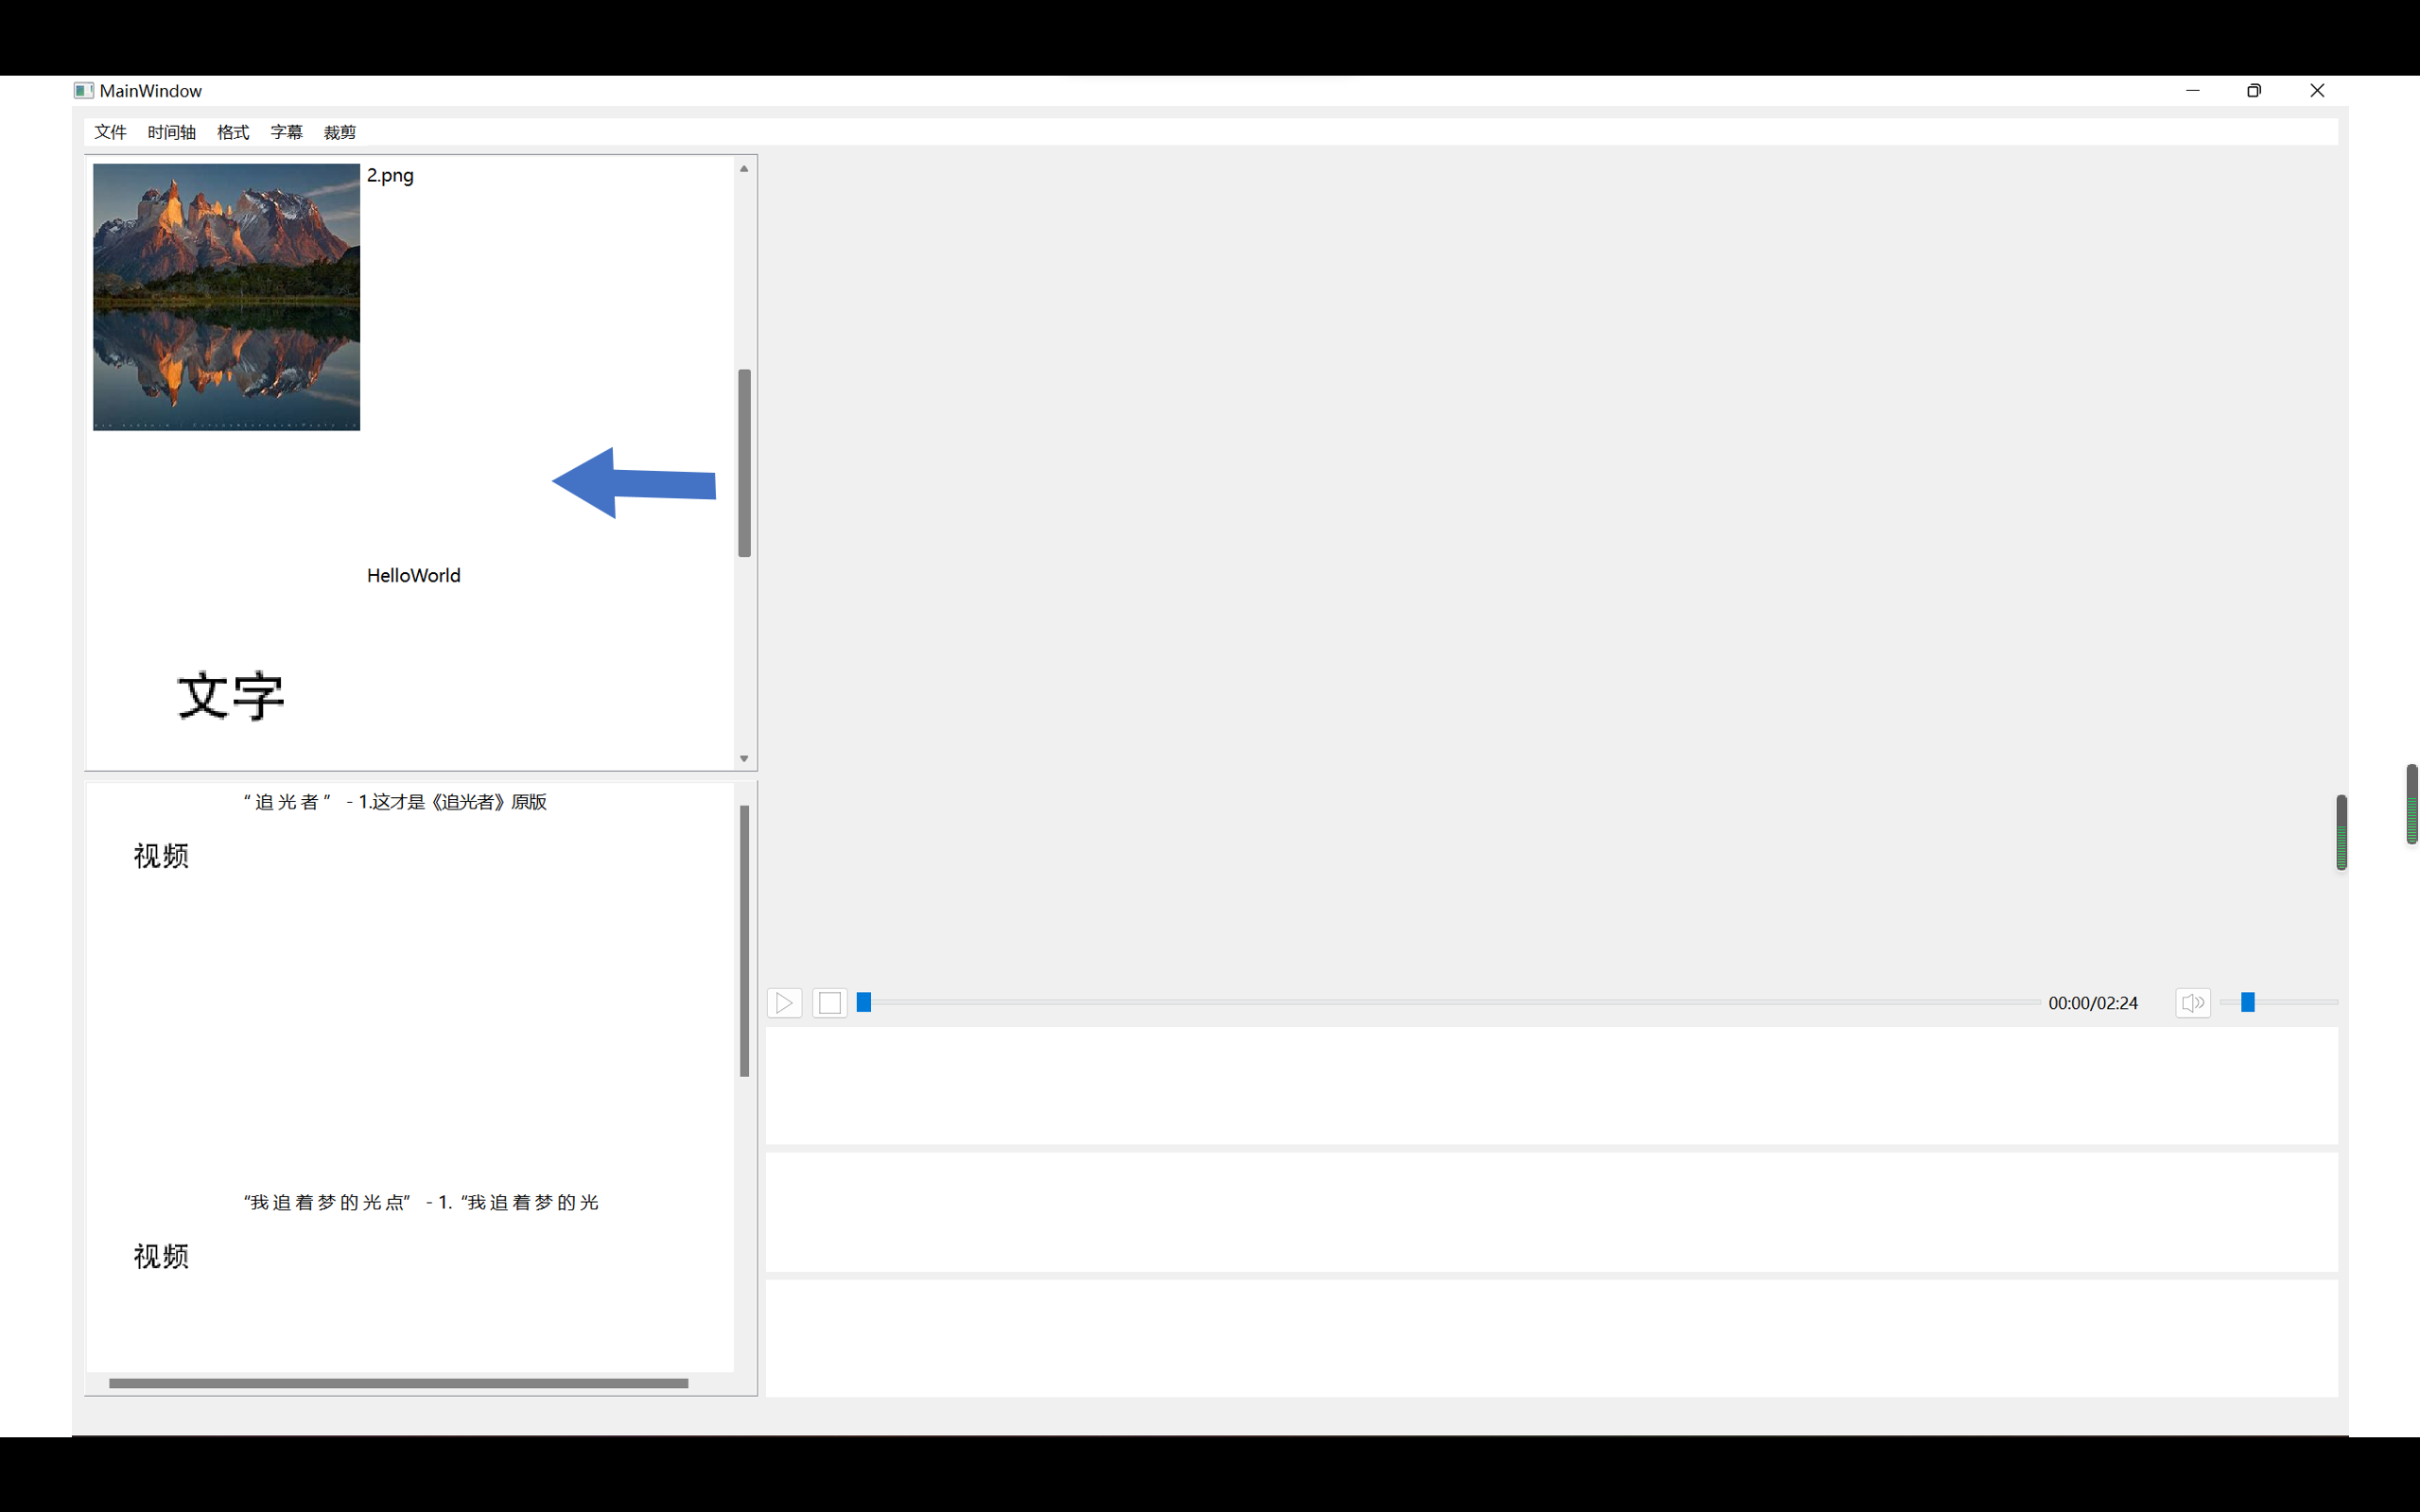 MainWindow
文件 时间轴 格式 字幕 裁剪
2.png
HelloWorld
文字
“ 追 光 者 ” - 1.这才是《追光者》原版
视频
00:00/02:24
“我 追 着 梦 的 光 点” - 1. “我 追 着 梦 的 光
视频